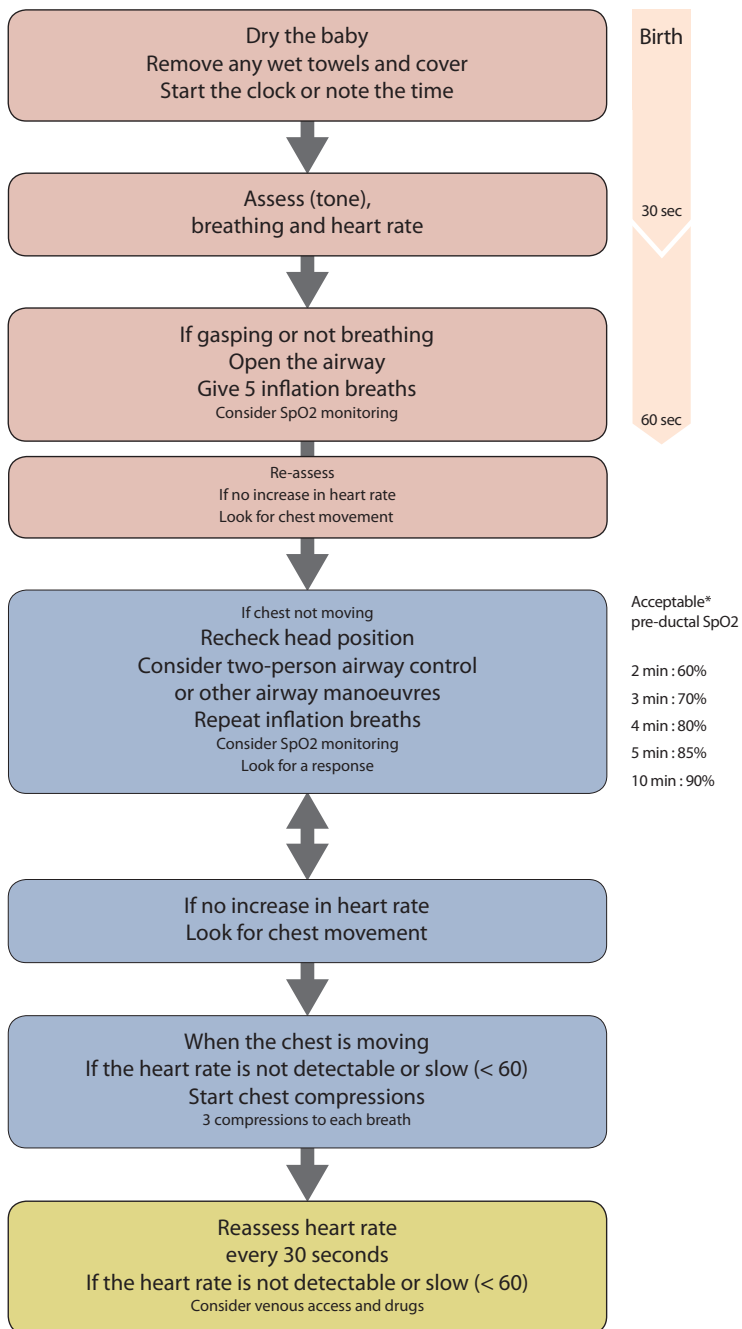 Dry the baby
Remove any wet towels and cover
Start the clock or note the time
Birth
Assess (tone),
breathing and heart rate
30 sec
If gasping or not breathing
Open the airway
Give 5 inflation breaths
Consider SpO2 monitoring
60 sec
Re-assess
If no increase in heart rate
Look for chest movement
If chest not moving
Recheck head position
Consider two-person airway control
or other airway manoeuvres
Repeat inflation breaths
Consider SpO2 monitoring
Look for a response
Acceptable*
pre-ductal SpO2
2 min : 60%
3 min : 70%
4 min : 80%
5 min : 85%
10 min : 90%
If no increase in heart rate
Look for chest movement
When the chest is moving
If the heart rate is not detectable or slow (< 60)
Start chest compressions
3 compressions to each breath
Reassess heart rate
every 30 seconds
If the heart rate is not detectable or slow (< 60)
Consider venous access and drugs